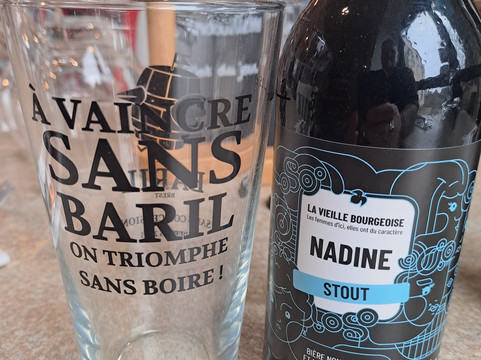 À VAINCRE
SANS
BARIL
ON TRIOMPHE
SANS BOIRE !
LA VIEILLE BOURGEOISE
Les femmes d'ici, elles ont du caractère
NADINE
STOUT